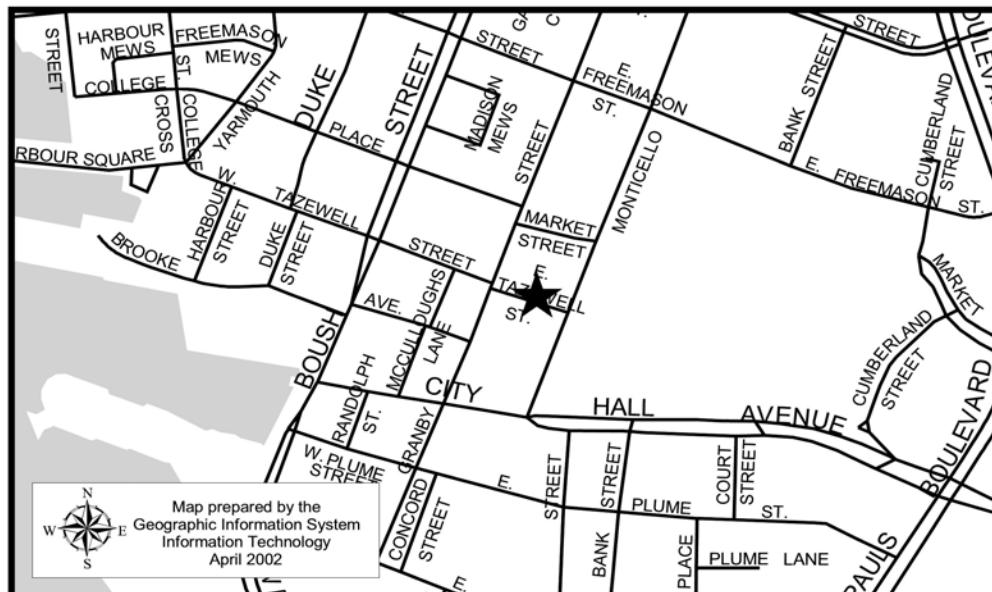 STREET
HARBOUR
MEWS
FREEMASON
MEWS
ST.
COLLEGE
CROSS
COLLEGE
YARMOUTH
DUKE
STREET
PLACE
STREET
MADISON
MEWS
STREET
E.
FREEMASON
ST.
MONTICELLO
BANK STREET
STREET
CUMBERLAND
STREET
E.
FREEMASON
ST.
RBOUR SQUARE
W.
TAZEWELL
STREET
MARKET
STREET
E.
TAZEWELL
ST.
BROOKE
AVE.
HARBOUR
STREET
DUKE
STREET
BOUSH
MCCULLOUGHS
LANE
MARKET
CUMBERLAND
STREET
CITY
HALL
AVENUE
BOULEVARD
RANDOLPH
ST.
GRANBY
W. PLUME
STREET
E.
PLUME
ST.
STREET
BANK
STREET
COURT
STREET
CONCORD
STREET
E.
PLACE
PLUME LANE
PAULS
N
W
E
S
Map prepared by the
Geographic Information System
Information Technology
April 2002